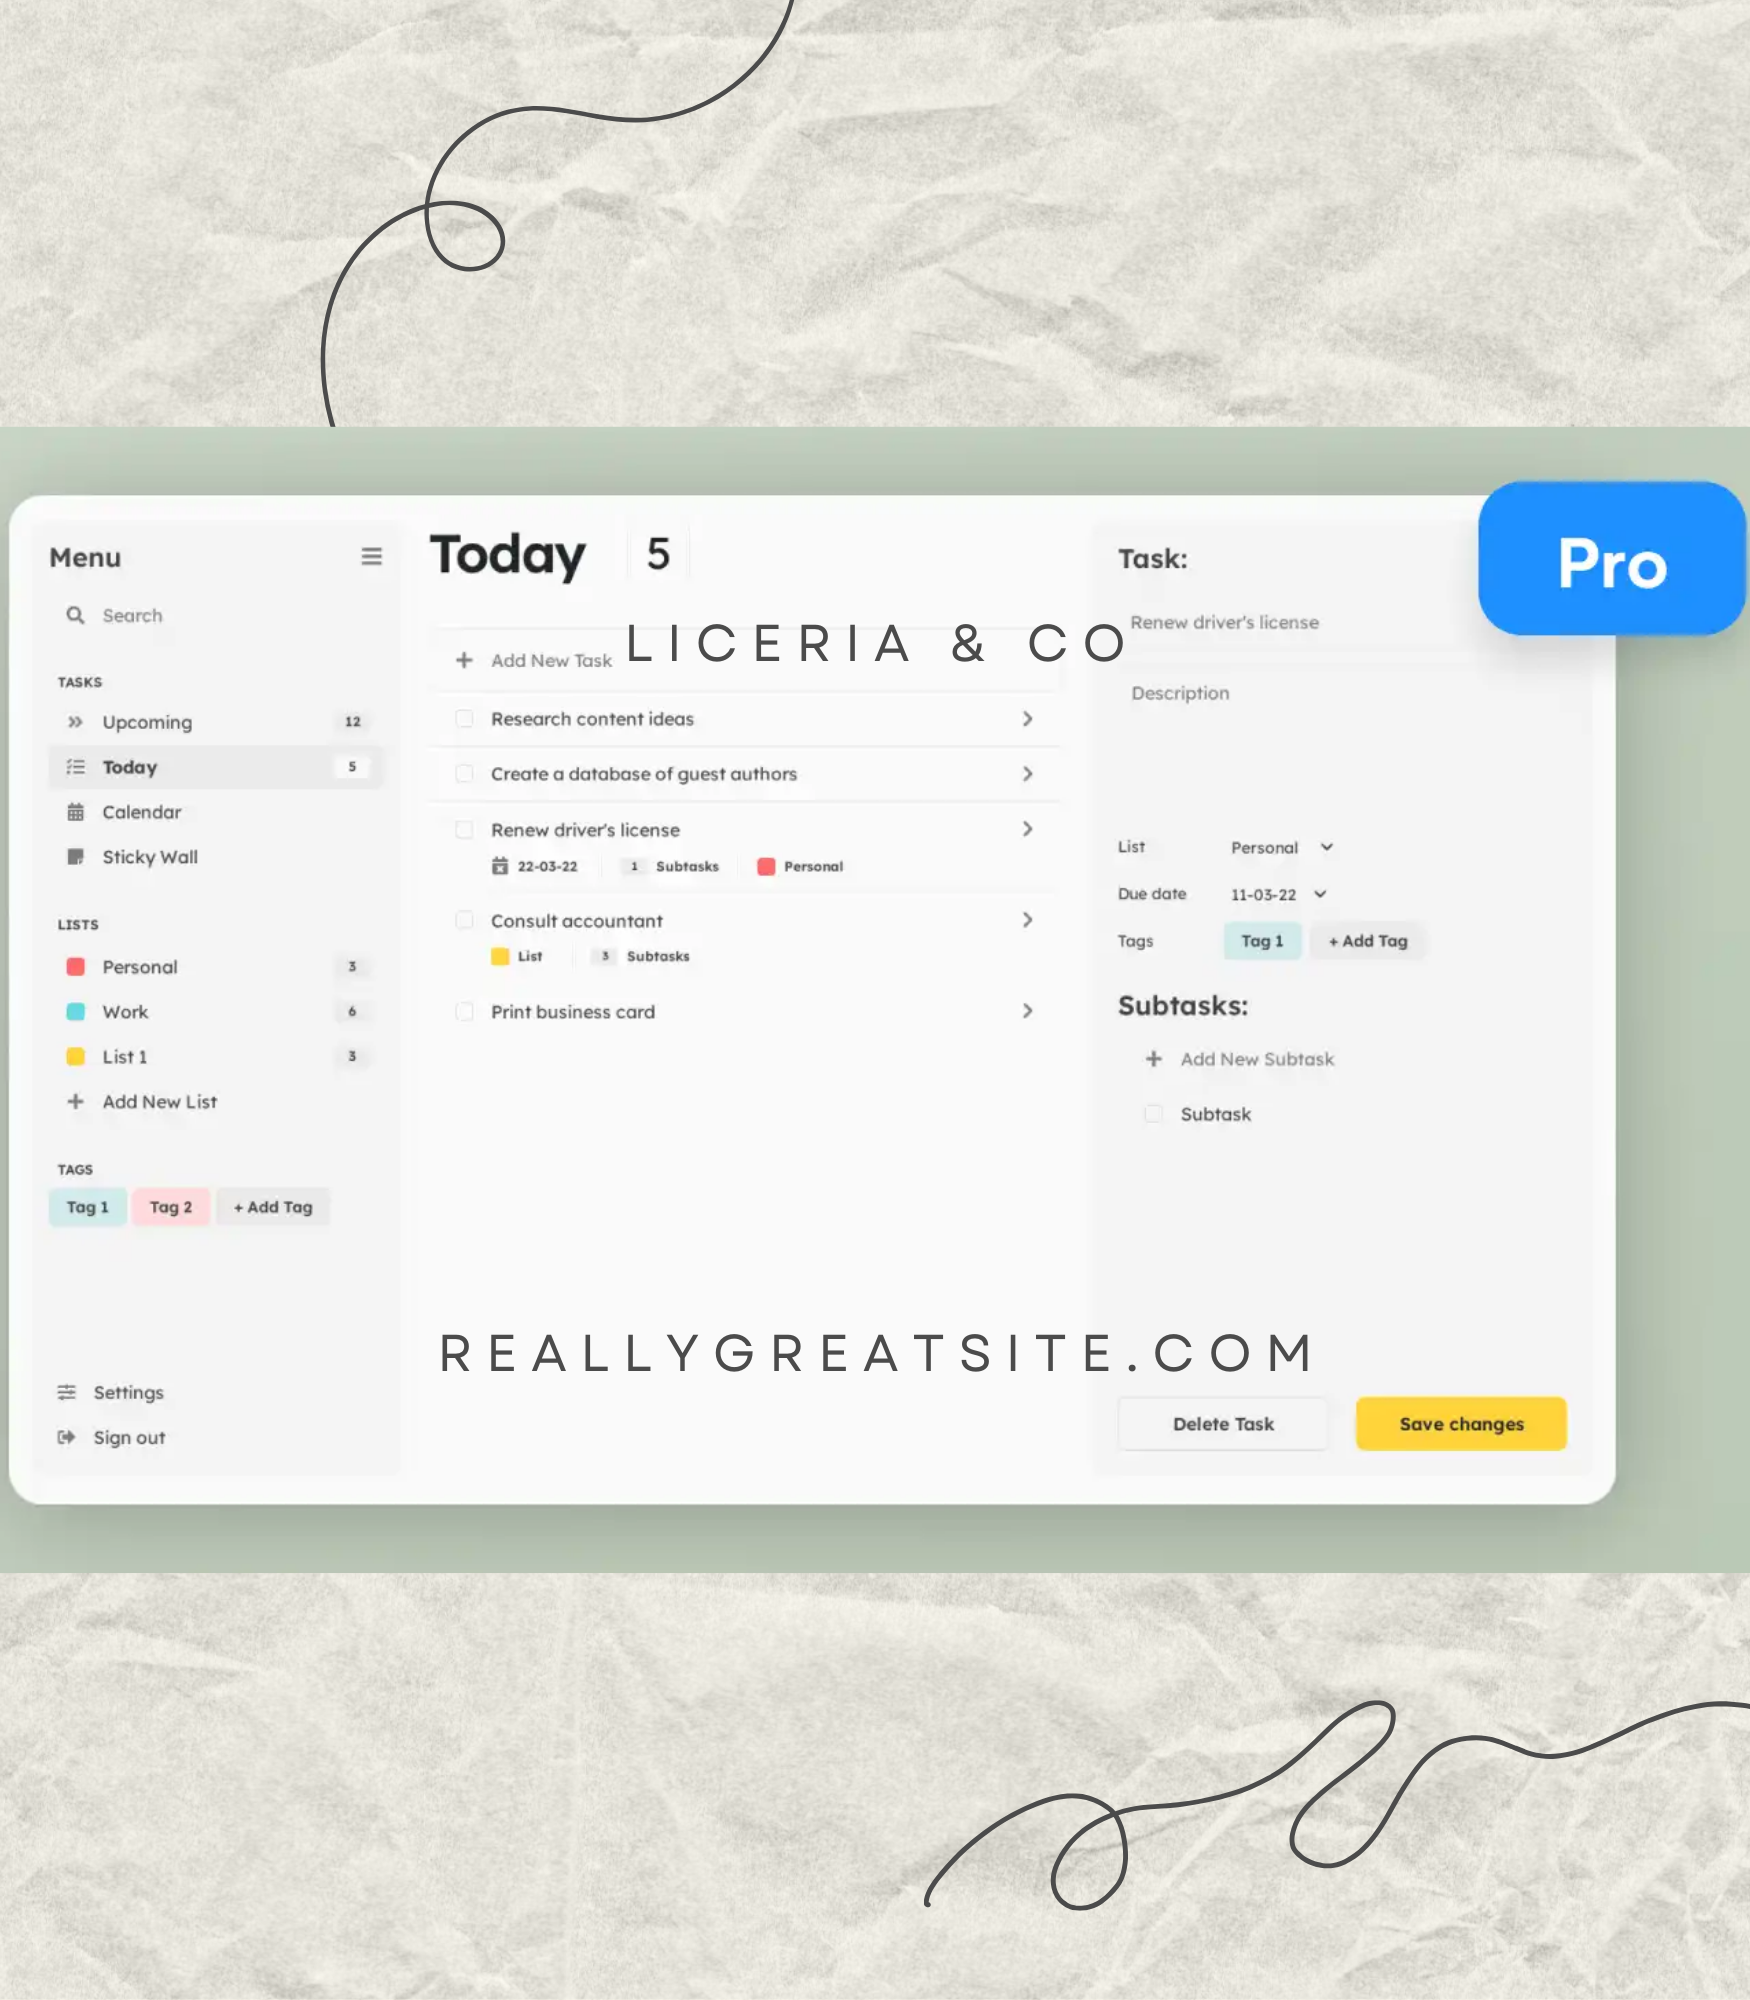 Menu
Search
TASKS
Upcoming 12
Today 5
Calendar
Sticky Wall
LISTS
Personal 3
Work 6
List 1 3
+ Add New List
TAGS
Tag 1 Tag 2 + Add Tag
Settings
Sign out
Today 5
LICERIA & CO
+ Add New Task
Research content ideas
Create a database of guest authors
Renew driver's license
22-03-22 1 Subtasks Personal
Consult accountant
List 3 Subtasks
Print business card
REALLYGREATSITE.COM
Pro
Task:
Renew driver's license
Description
List Personal
Due date 11-03-22
Tags Tag 1 + Add Tag
Subtasks:
+ Add New Subtask
Subtask
Delete Task Save changes